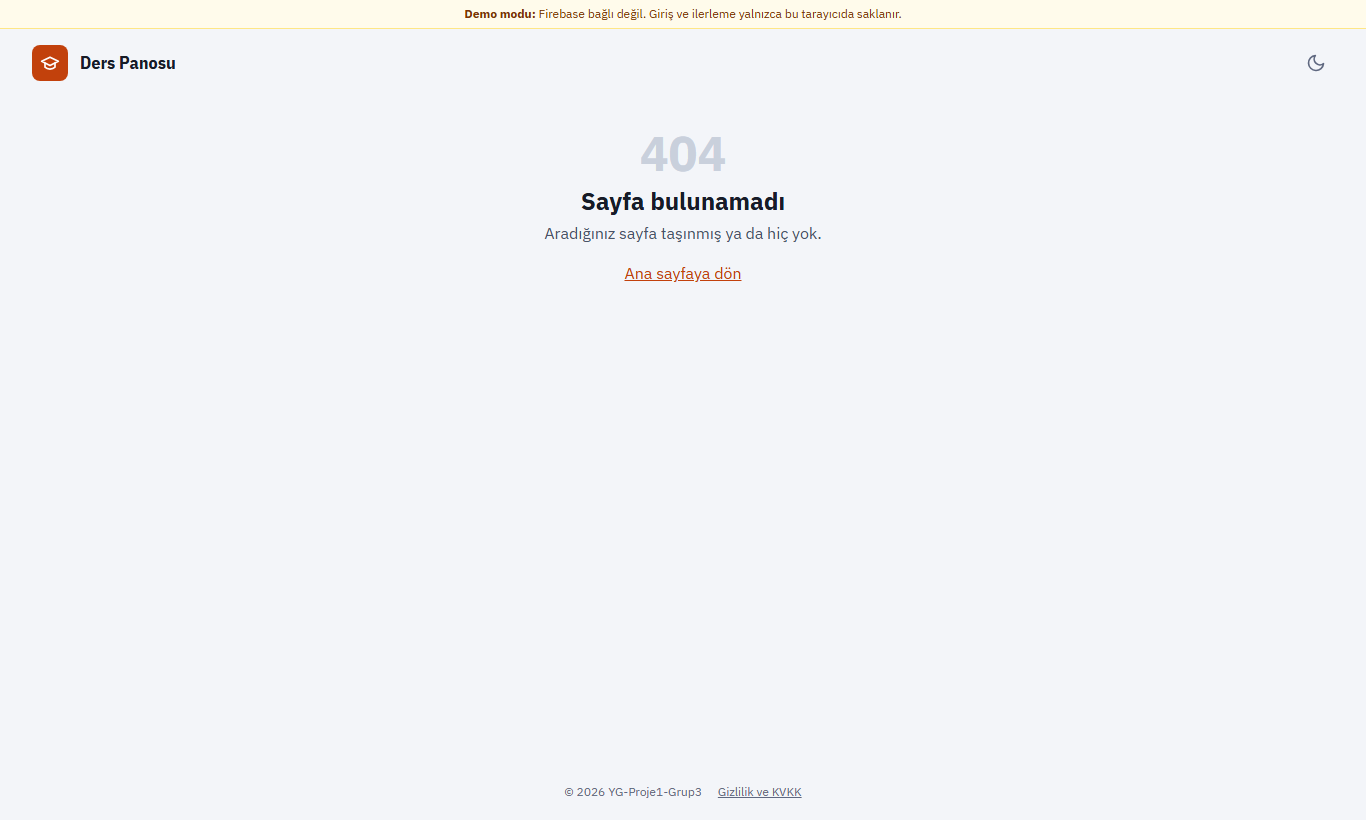 Demo modu: Firebase bağlı değil. Giriş ve ilerleme yalnızca bu tarayıcıda saklanır.
Ders Panosu
404
Sayfa bulunamadı
Aradığınız sayfa taşınmış ya da hiç yok.
Ana sayfaya dön
© 2026 YG-Proje1-Grup3 Gizlilik ve KVKK